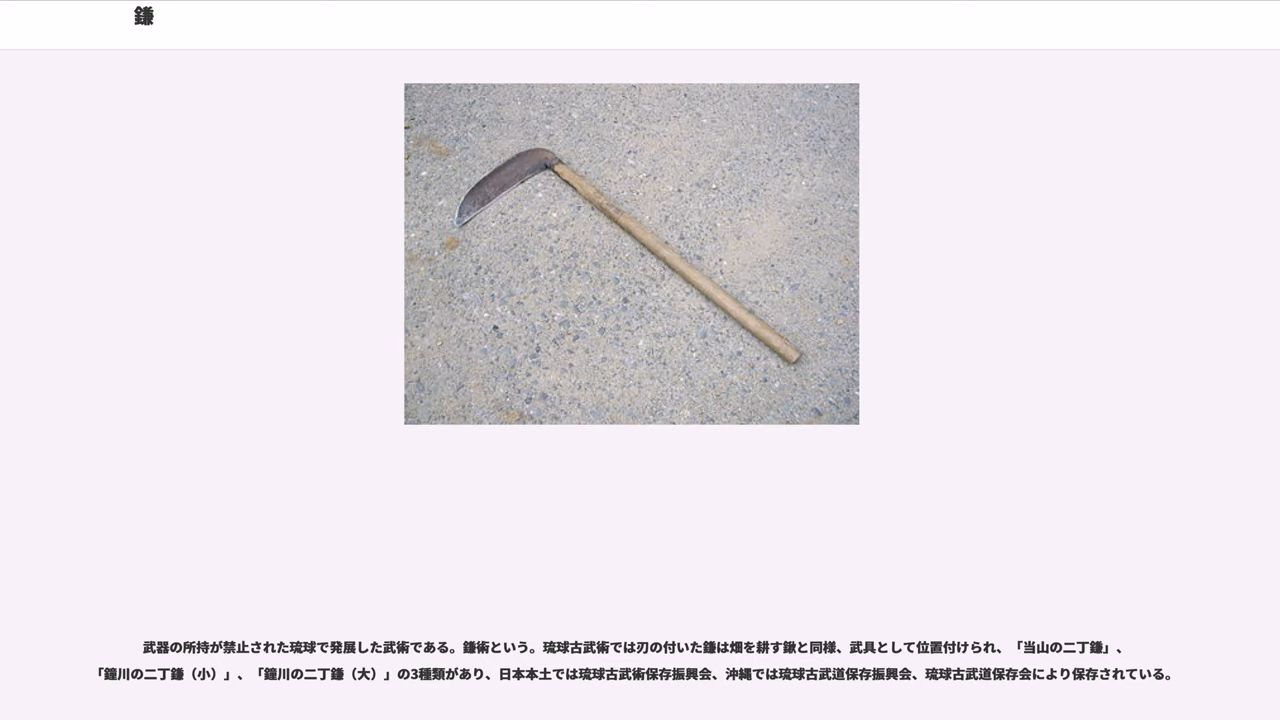 鎌
武器の所持が禁止された琉球で発展した武術である。鎌術という。琉球古武術では刃の付いた鎌は畑を耕す鍬と同様、武具として位置付けられ、「当山の二丁鎌」、
「鐘川の二丁鎌（小）」、「鐘川の二丁鎌（大）」の3種類があり、日本本土では琉球古武術保存振興会、沖縄では琉球古武道保存振興会、琉球古武道保存会により保存されている。